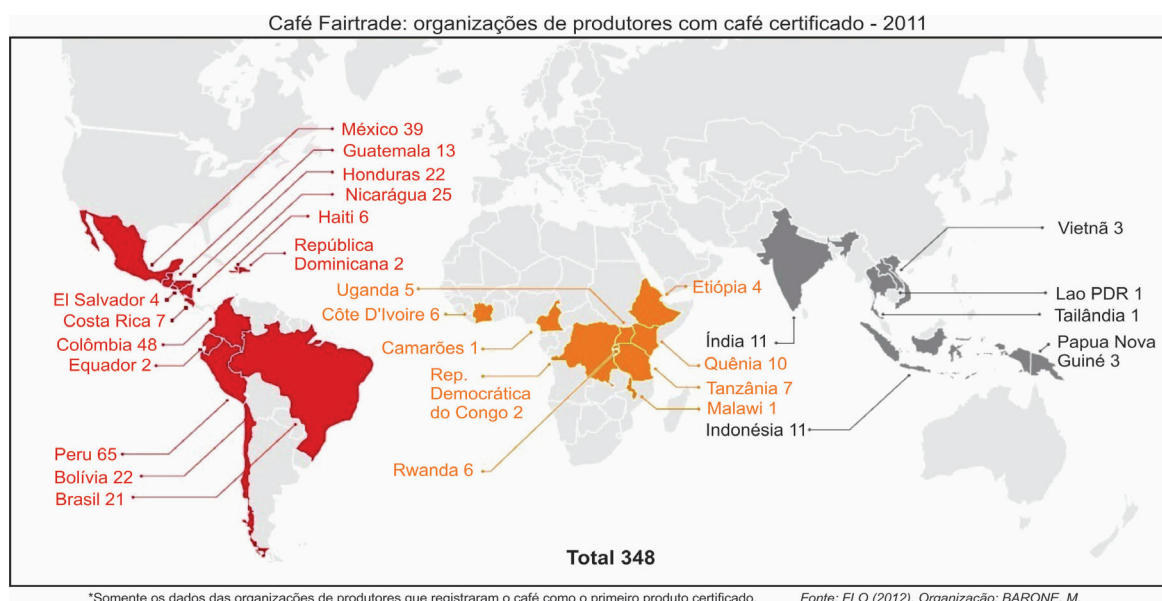 Café Fairtrade: organizações de produtores com café certificado - 2011
México 39
Guatemala 13
Honduras 22
Nicarágua 25
Haiti 6
República
Dominicana 2
El Salvador 4
Costa Rica 7
Colômbia 48
Equador 2
Peru 65
Bolívia 22
Brasil 21
Uganda 5
Côte D'Ivoire 6
Camarões 1
Rep.
Democrática
do Congo 2
Rwanda 6
Etiópia 4
Quênia 10
Tanzânia 7
Malawi 1
Índia 11
Indonésia 11
Vietnã 3
Lao PDR 1
Tailândia 1
Papua Nova
Guiné 3
Total 348
*Somente os dados das organizações de produtores que registraram o café como o primeiro produto certificado.
Fonte: FLO (2012). Organização: BARONE, M.